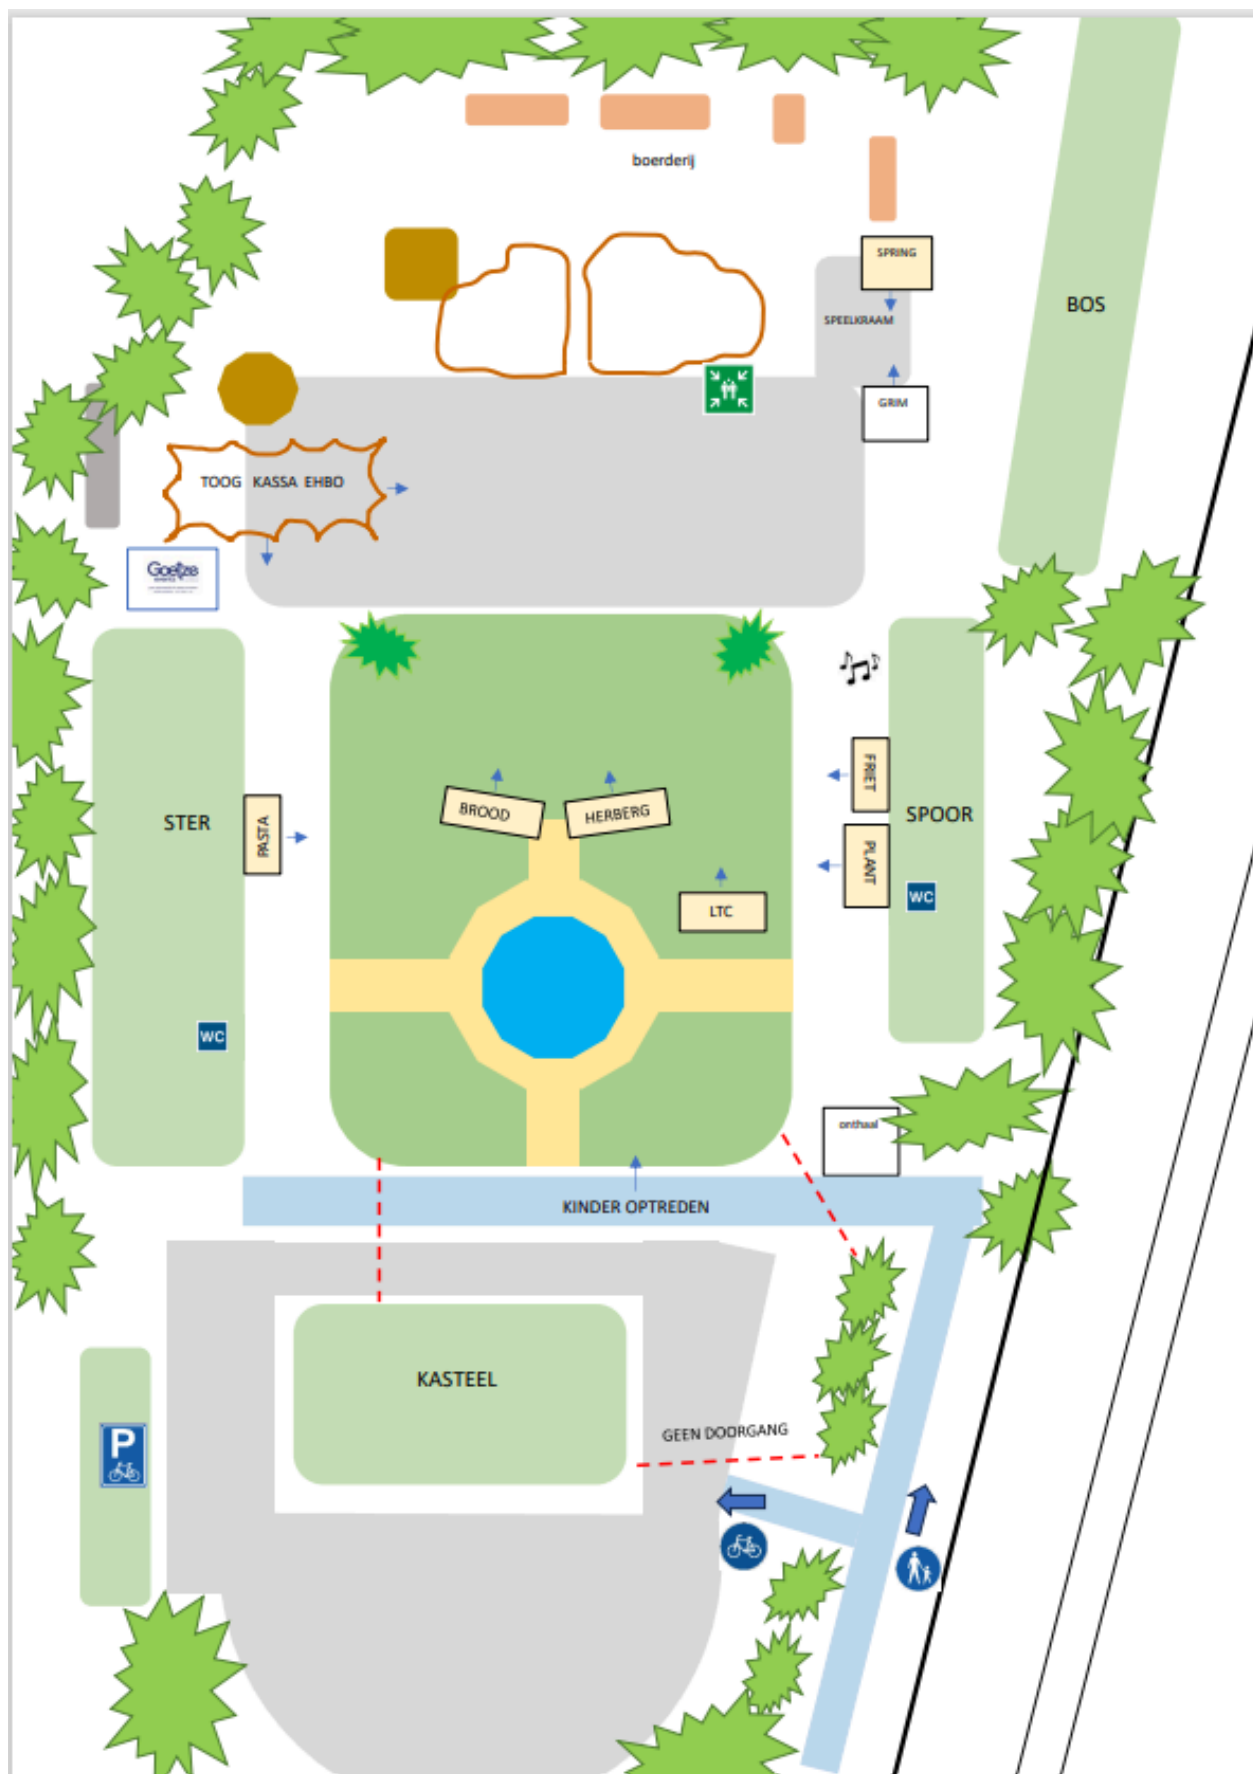 boerderij
SPRING
BOS
SPEELKRAAM
GRIM
TOOG KASSA EHBO
Goetze
FRIET
BROOD
HERBERG
STER
PASTA
SPOOR
PLANT
WC
LTC
WC
onthaal
KINDER OPTREDEN
KASTEEL
GEEN DOORGANG
P